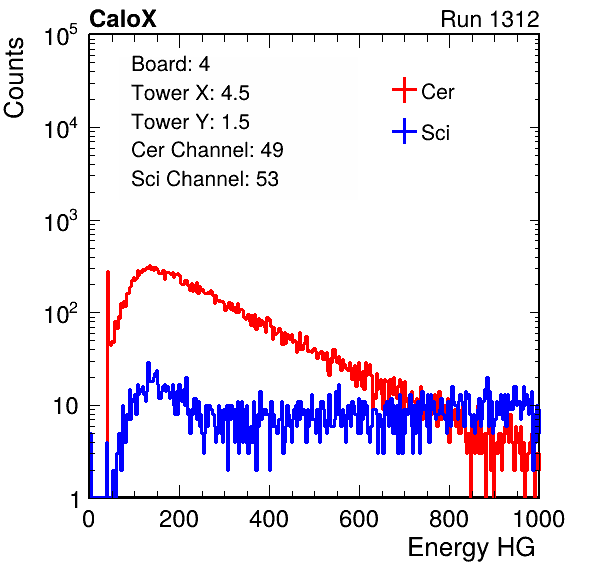 CaloX Run 1312
Counts
10^5
10^4
10^3
10^2
10
1
Board: 4
Tower X: 4.5
Tower Y: 1.5
Cer Channel: 49
Sci Channel: 53
Cer
Sci
0 200 400 600 800 1000
Energy HG